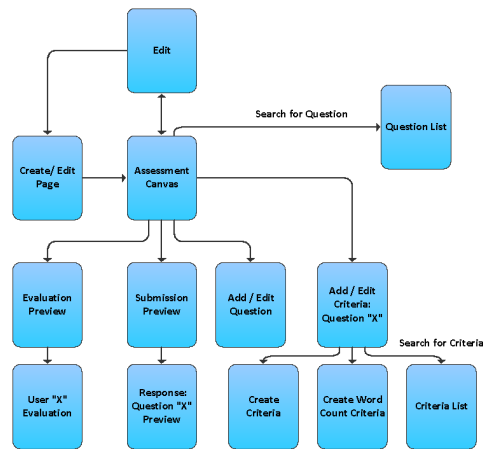 Edit
Search for Question
Question List
Create/ Edit
Page
Assessment
Canvas
Evaluation
Preview
Submission
Preview
Add / Edit
Question
Add / Edit
Criteria:
Question "X"
Search for Criteria
User "X"
Evaluation
Response:
Question "X"
Preview
Create
Criteria
Create Word
Count Criteria
Criteria List